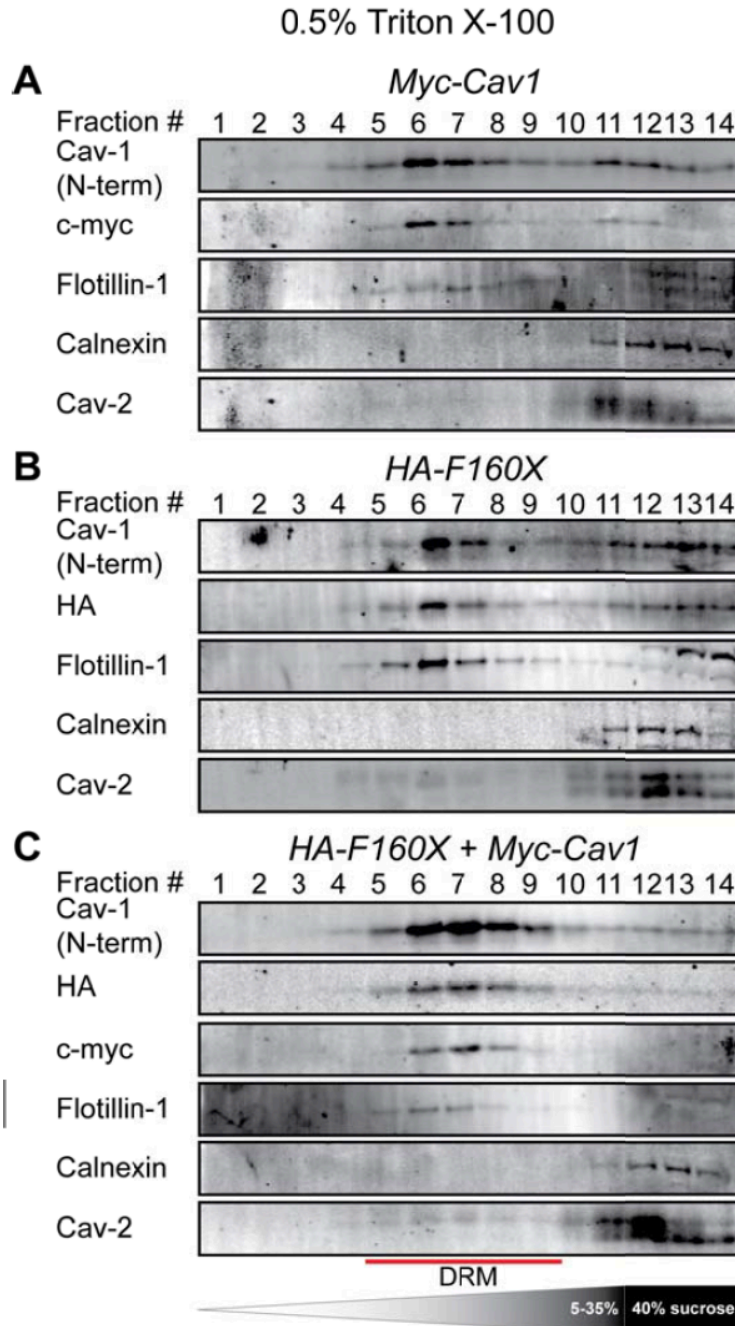 0.5% Triton X-100
A
Myc-Cav1
Fraction # 1 2 3 4 5 6 7 8 9 10 11 12 13 14
Cav-1
(N-term)
c-myc
Flotillin-1
Calnexin
Cav-2
B
HA-F160X
Fraction # 1 2 3 4 5 6 7 8 9 10 11 12 13 14
Cav-1
(N-term)
HA
Flotillin-1
Calnexin
Cav-2
C
HA-F160X + Myc-Cav1
Fraction # 1 2 3 4 5 6 7 8 9 10 11 12 13 14
Cav-1
(N-term)
HA
c-myc
Flotillin-1
Calnexin
Cav-2
DRM
5-35% 40% sucrose